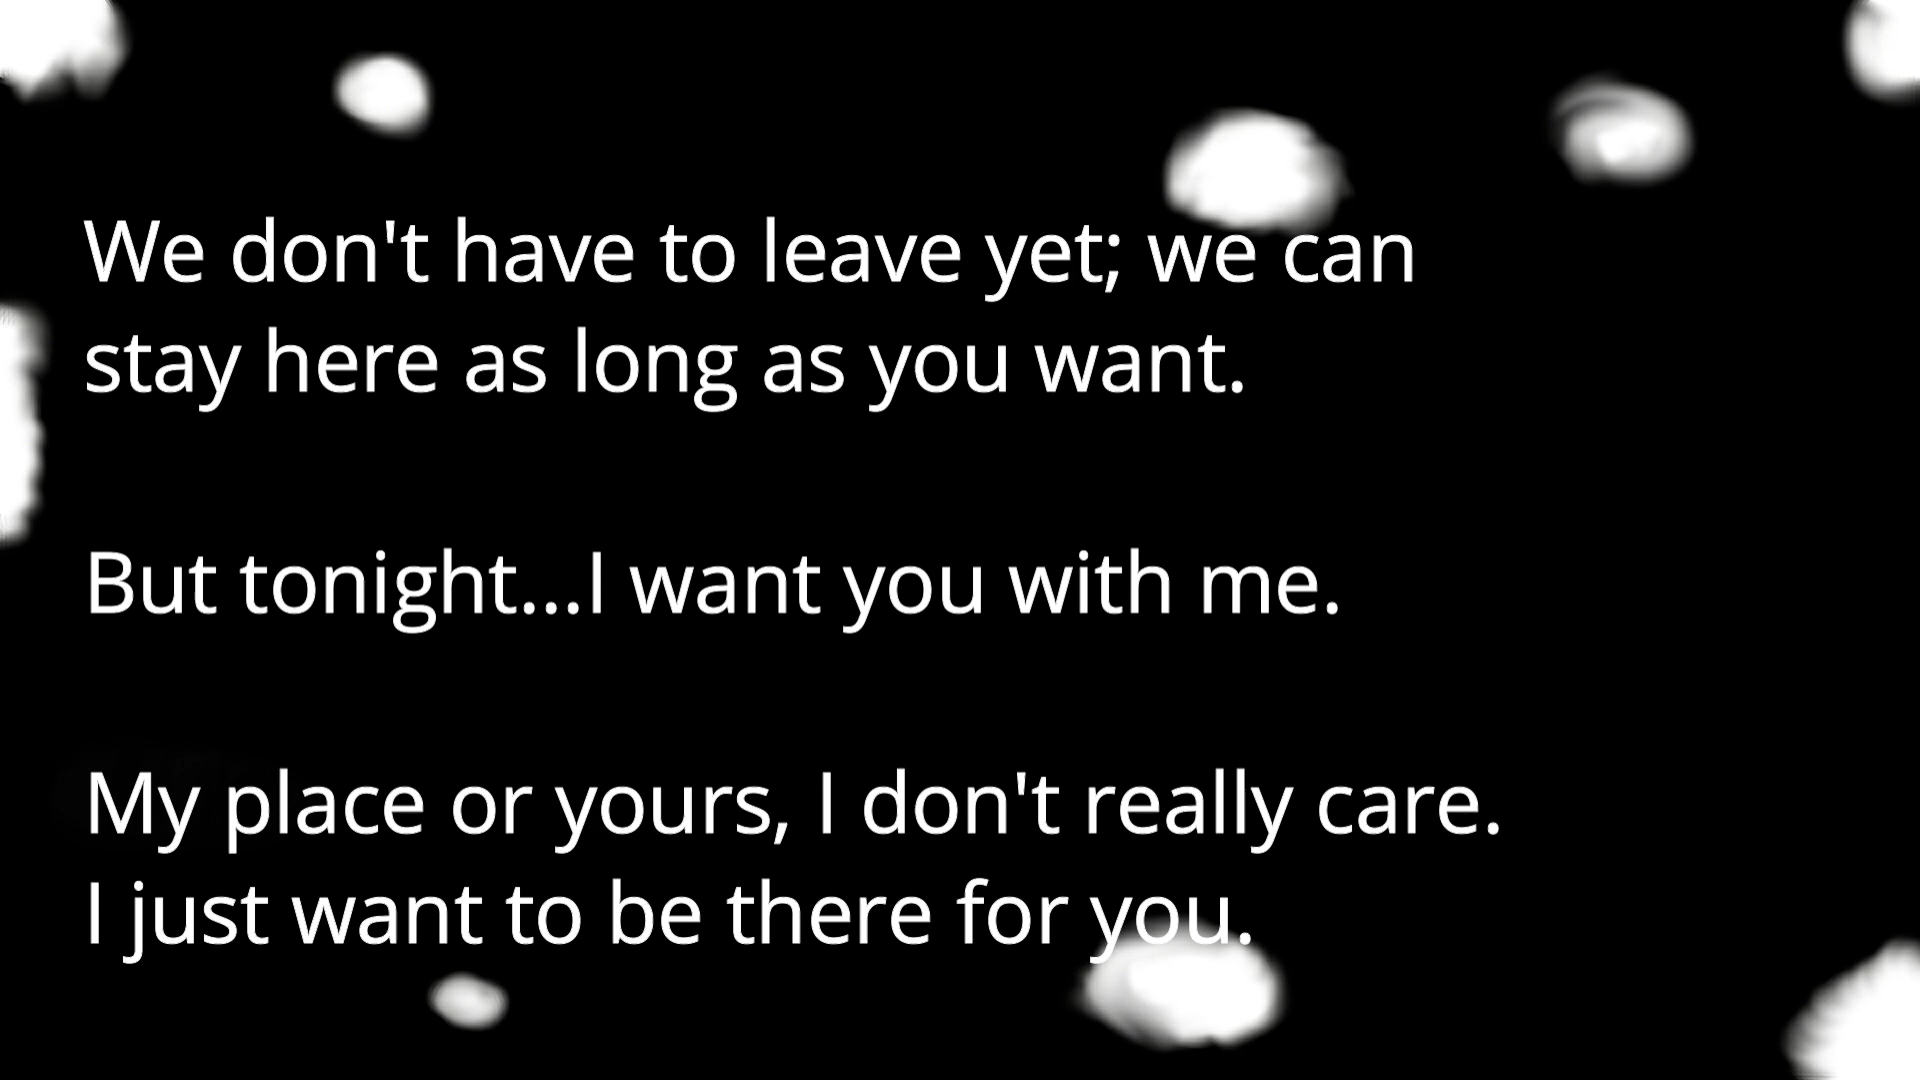 We don't have to leave yet; we can
stay here as long as you want.
But tonight...I want you with me.
My place or yours, I don't really care.
I just want to be there for you.